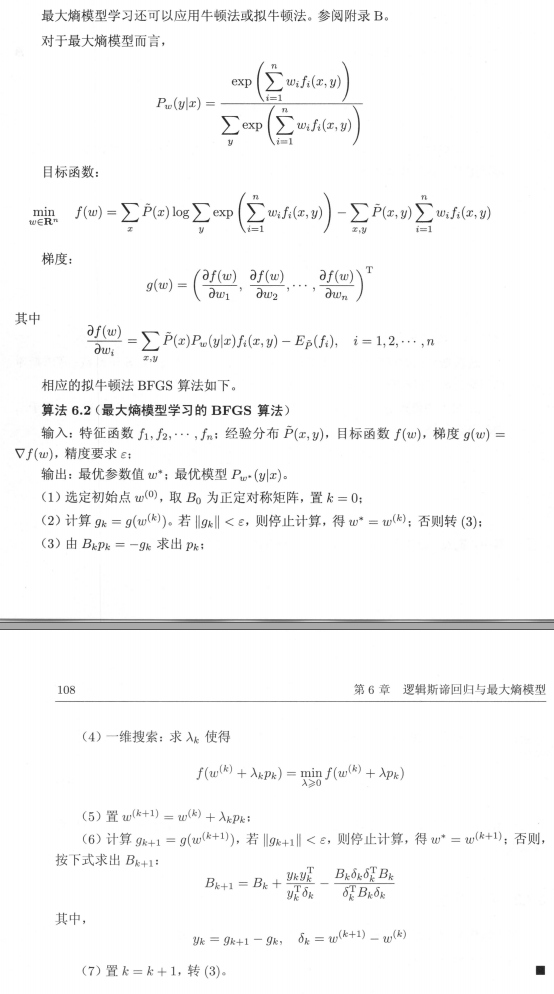 最大熵模型学习还可以应用牛顿法或拟牛顿法。参阅附录 B。
对于最大熵模型而言，
$$P_w(y|x) = \frac{\exp\left(\sum_{i=1}^{n} w_i f_i(x,y)\right)}{\sum_{y} \exp\left(\sum_{i=1}^{n} w_i f_i(x,y)\right)}$$
目标函数：
$$\min_{w \in \mathbf{R}^n} \quad f(w) = \sum_{x} \tilde{P}(x) \log \sum_{y} \exp\left(\sum_{i=1}^{n} w_i f_i(x,y)\right) - \sum_{x,y} \tilde{P}(x,y) \sum_{i=1}^{n} w_i f_i(x,y)$$
梯度：
$$g(w) = \left(\frac{\partial f(w)}{\partial w_1}, \frac{\partial f(w)}{\partial w_2}, \cdots, \frac{\partial f(w)}{\partial w_n}\right)^{\mathrm{T}}$$
其中
$$\frac{\partial f(w)}{\partial w_i} = \sum_{x,y} \tilde{P}(x) P_w(y|x) f_i(x,y) - E_{\tilde{P}}(f_i), \quad i = 1,2,\cdots,n$$
相应的拟牛顿法 BFGS 算法如下。
算法 6.2（最大熵模型学习的 BFGS 算法）
输入：特征函数 $f_1, f_2, \cdots, f_n$；经验分布 $\tilde{P}(x,y)$，目标函数 $f(w)$，梯度 $g(w) =$
$\nabla f(w)$，精度要求 $\varepsilon$；
输出：最优参数值 $w^*$；最优模型 $P_{w^*}(y|x)$。
（1）选定初始点 $w^{(0)}$，取 $B_0$ 为正定对称矩阵，置 $k = 0$；
（2）计算 $g_k = g(w^{(k)})$。若 $\|g_k\| < \varepsilon$，则停止计算，得 $w^* = w^{(k)}$；否则转（3）；
（3）由 $B_k p_k = -g_k$ 求出 $p_k$；
108 第 6 章 逻辑斯谛回归与最大熵模型
（4）一维搜索：求 $\lambda_k$ 使得
$$f(w^{(k)} + \lambda_k p_k) = \min_{\lambda \geqslant 0} f(w^{(k)} + \lambda p_k)$$
（5）置 $w^{(k+1)} = w^{(k)} + \lambda_k p_k$；
（6）计算 $g_{k+1} = g(w^{(k+1)})$，若 $\|g_{k+1}\| < \varepsilon$，则停止计算，得 $w^* = w^{(k+1)}$；否则，
按下式求出 $B_{k+1}$：
$$B_{k+1} = B_k + \frac{y_k y_k^{\mathrm{T}}}{y_k^{\mathrm{T}} \delta_k} - \frac{B_k \delta_k \delta_k^{\mathrm{T}} B_k}{\delta_k^{\mathrm{T}} B_k \delta_k}$$
其中，
$$y_k = g_{k+1} - g_k, \quad \delta_k = w^{(k+1)} - w^{(k)}$$
（7）置 $k = k + 1$，转（3）。 ■